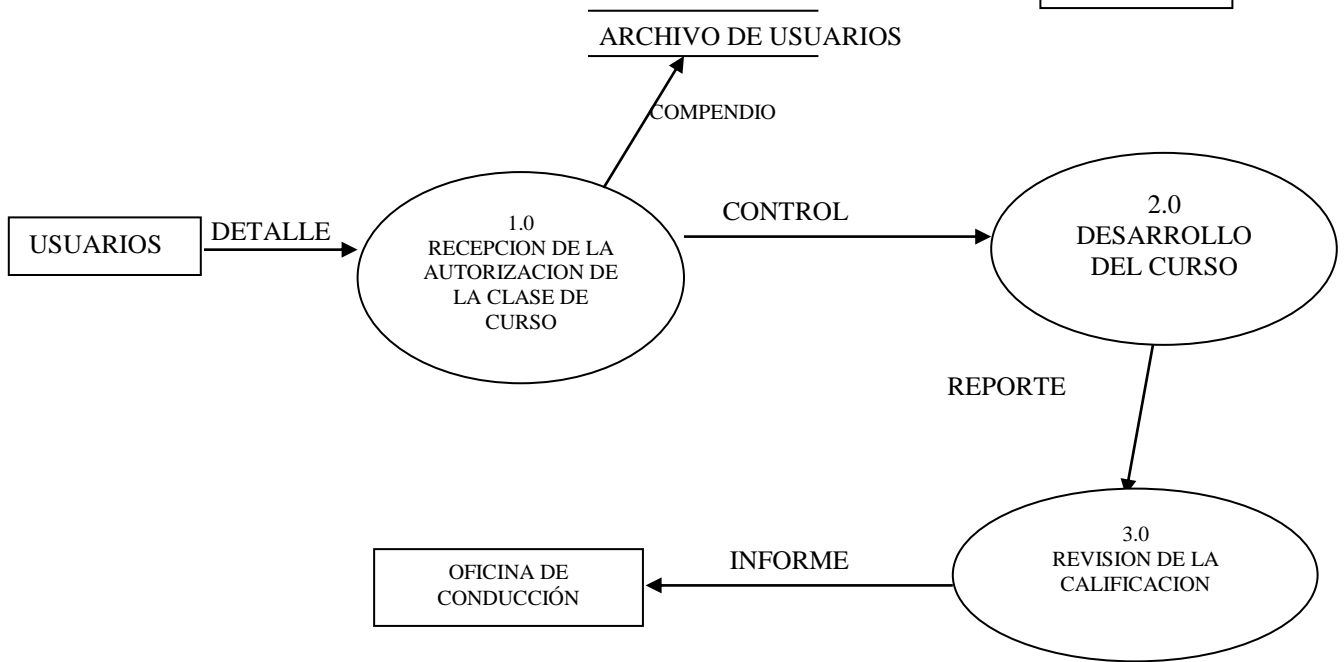 ARCHIVO DE USUARIOS
COMPENDIO
USUARIOS
DETALLE
1.0
RECEPCION DE LA
AUTORIZACION DE
LA CLASE DE
CURSO
CONTROL
2.0
DESARROLLO
DEL CURSO
REPORTE
3.0
REVISION DE LA
CALIFICACION
INFORME
OFICINA DE
CONDUCCIÓN